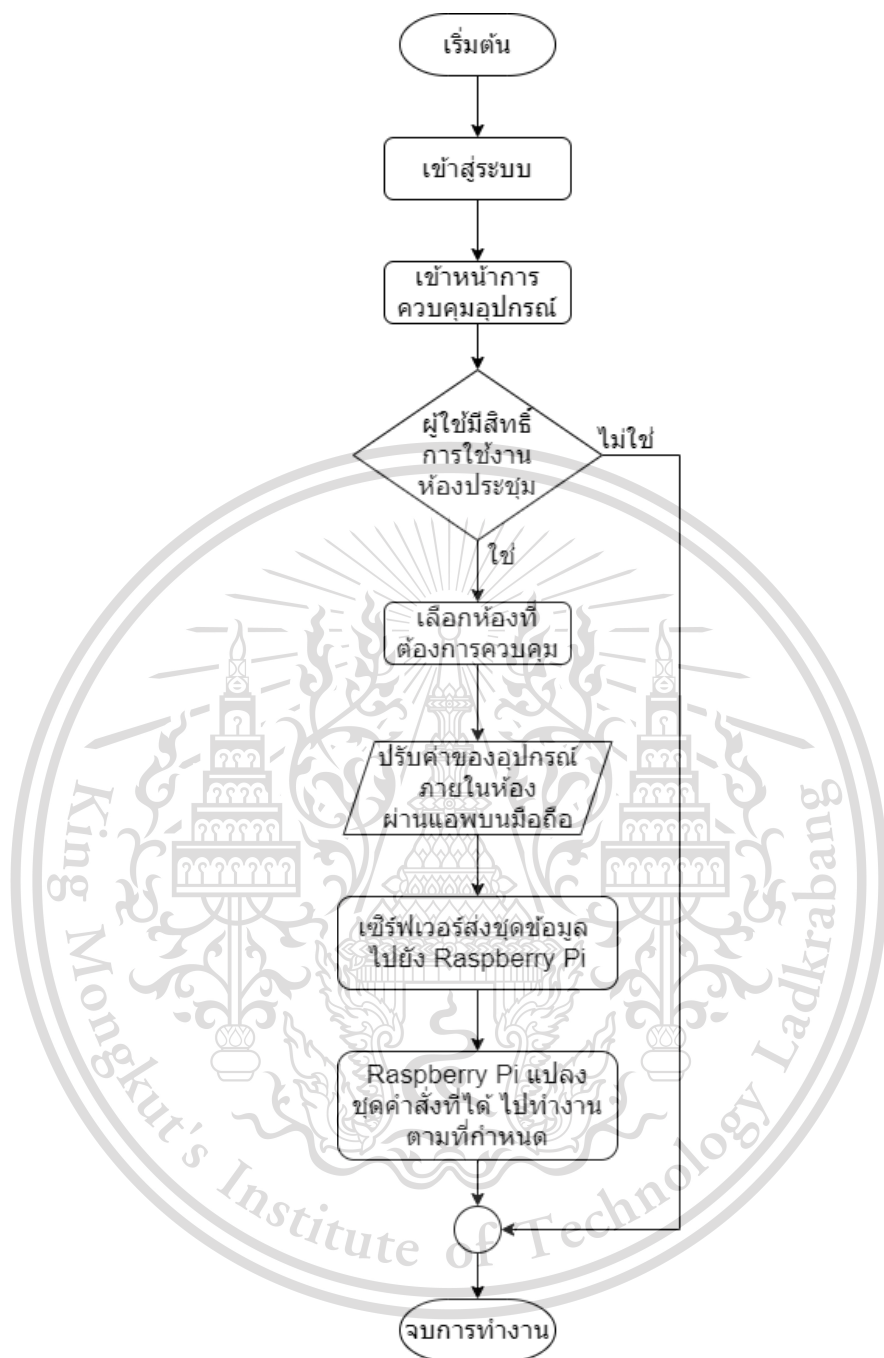 เริ่มต้น
เข้าสู่ระบบ
เข้าหน้าการ
ควบคุมอุปกรณ์
ผู้ใช้มีสิทธิ์
การใช้งาน
ห้องประชุม
ไม่ใช่
ใช่
เลือกห้องที่
ต้องการควบคุม
ปรับค่าของอุปกรณ์
ภายในห้อง
ผ่านแอพบนมือถือ
เซิร์ฟเวอร์ส่งชุดข้อมูล
ไปยัง Raspberry Pi
Raspberry Pi แปลง
ชุดคำสั่งที่ได้ ไปทำงาน
ตามที่กำหนด
จบการทำงาน
King Mongkut's Institute of Technology Ladkrabang